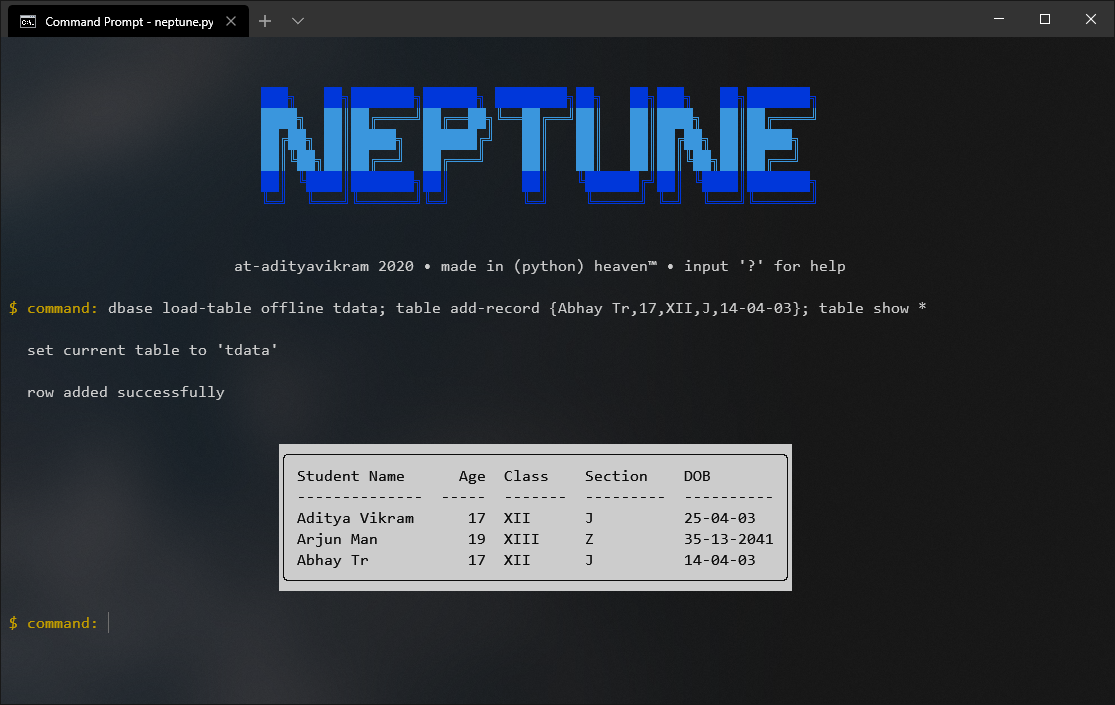 Command Prompt - neptune.py
NEPTUNE
at-adityavikram 2020 • made in (python) heaven™ • input '?' for help
$ command: dbase load-table offline tdata; table add-record {Abhay Tr,17,XII,J,14-04-03}; table show *
set current table to 'tdata'
row added successfully
Student Name Age Class Section DOB
-------------- ----- ------- --------- ----------
Aditya Vikram 17 XII J 25-04-03
Arjun Man 19 XIII Z 35-13-2041
Abhay Tr 17 XII J 14-04-03
$ command: